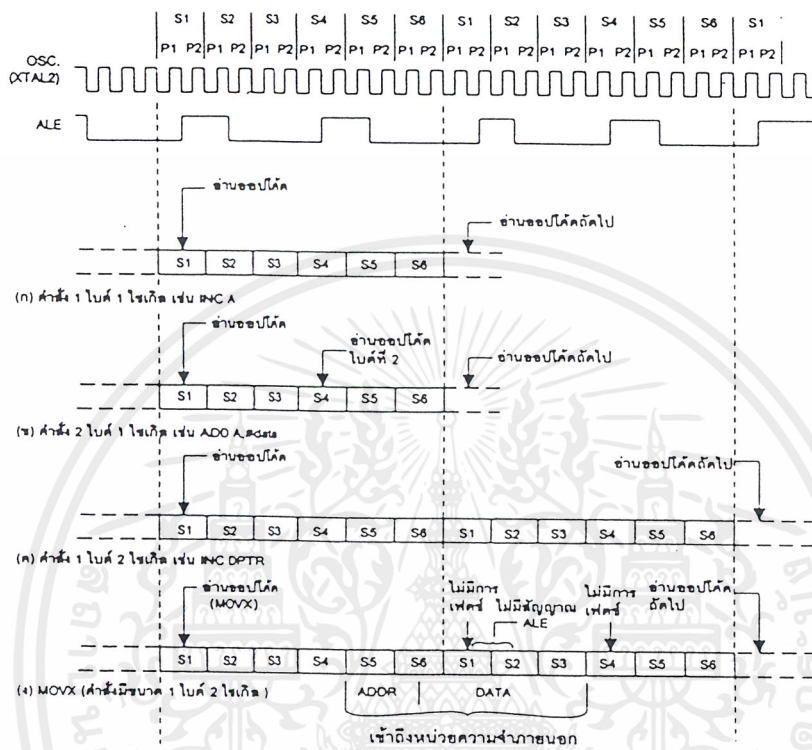 S1 S2 S3 S4 S5 S6 S1 S2 S3 S4 S5 S6 S1
P1 P2 P1 P2 P1 P2 P1 P2 P1 P2 P1 P2 P1 P2 P1 P2 P1 P2 P1 P2 P1 P2 P1 P2 P1 P2
OSC.
(XTAL2)
ALE
อ่านออปโค้ด
อ่านออปโค้ดถัดไป
S1 S2 S3 S4 S5 S6
(ก) คำสั่ง 1 ไบต์ 1 ไซเกิล เช่น INC A
อ่านออปโค้ด
อ่านออปโค้ด
ไบต์ที่ 2
อ่านออปโค้ดถัดไป
S1 S2 S3 S4 S5 S6
(ข) คำสั่ง 2 ไบต์ 1 ไซเกิล เช่น ADD A,#data
อ่านออปโค้ด
อ่านออปโค้ดถัดไป
S1 S2 S3 S4 S5 S6 S1 S2 S3 S4 S5 S6
(ค) คำสั่ง 1 ไบต์ 2 ไซเกิล เช่น INC DPTR
อ่านออปโค้ด
(MOVX)
ไม่มีการ
เฟตช์
ไม่มีสัญญาณ
ALE
ไม่มีการ
เฟตช์
อ่านออปโค้ด
ถัดไป
S1 S2 S3 S4 S5 S6 S1 S2 S3 S4 S5 S6
(ง) MOVX (คำสั่งมีขนาด 1 ไบต์ 2 ไซเกิล)
ADDR DATA
เข้าถึงหน่วยความจำภายนอก